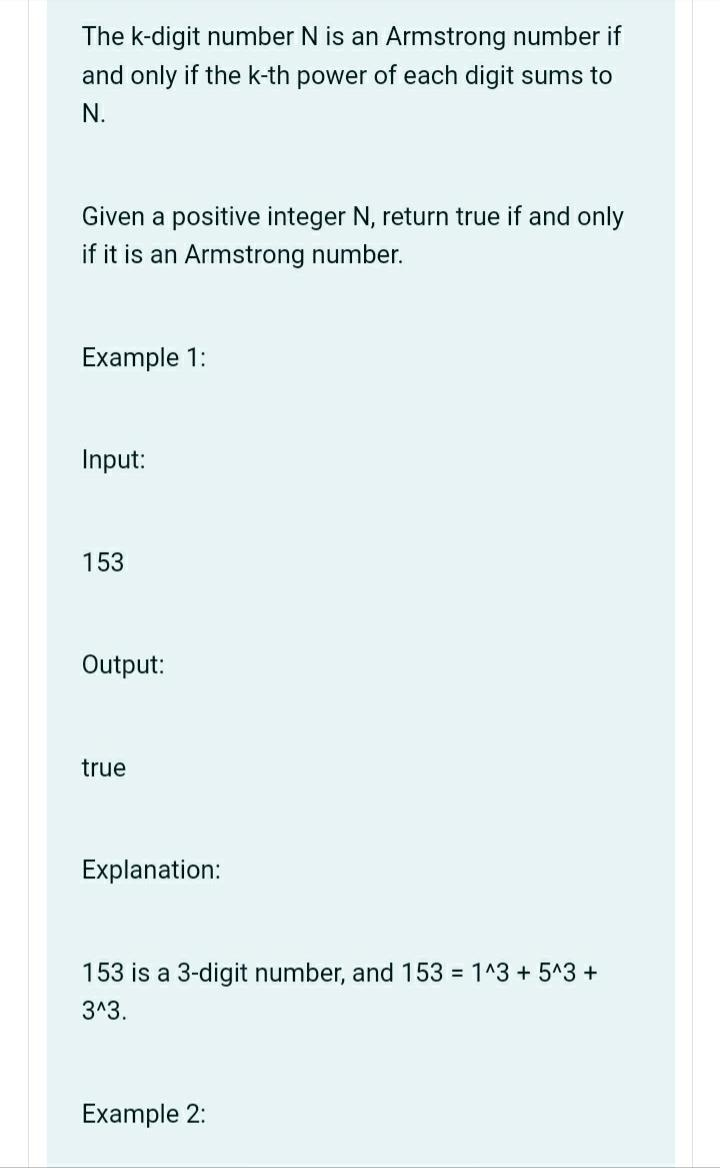 The k-digit number N is an Armstrong number if
and only if the k-th power of each digit sums to
N.
Given a positive integer N, return true if and only
if it is an Armstrong number.
Example 1:
Input:
153
Output:
true
Explanation:
153 is a 3-digit number, and 153 = 1^3 + 5^3 +
3^3.
Example 2: